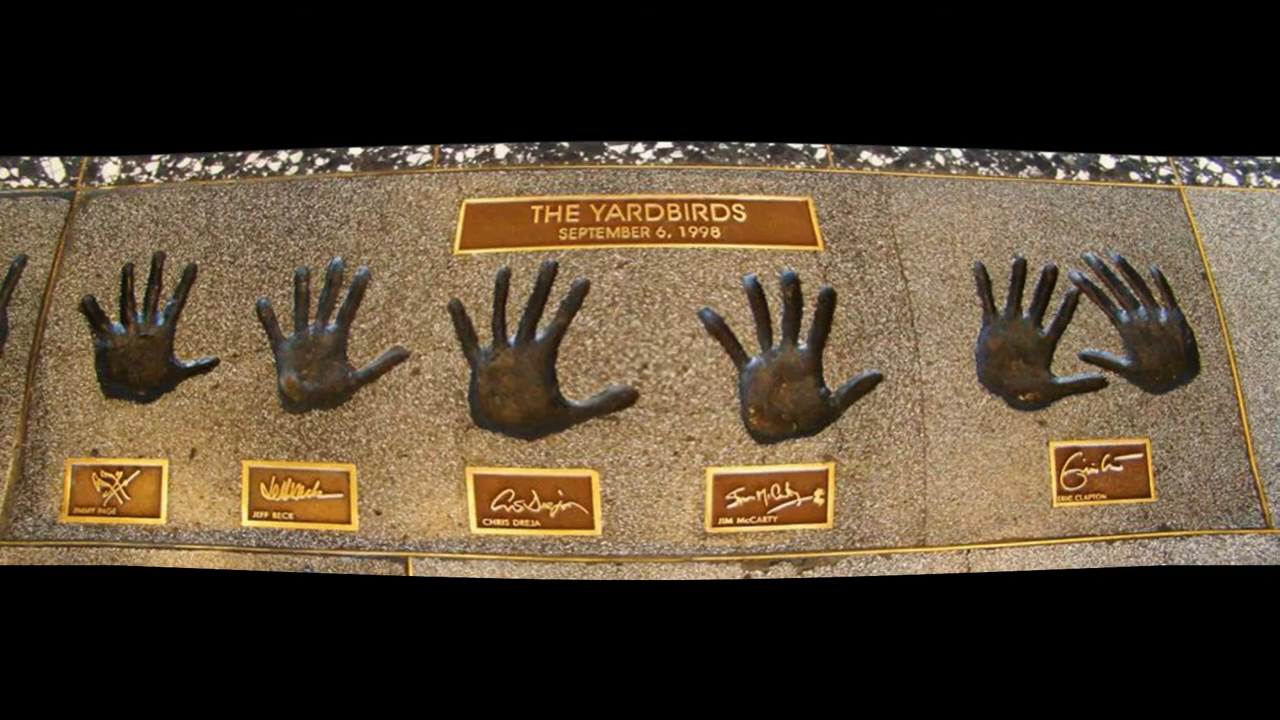 THE YARDBIRDS
SEPTEMBER 6, 1998
JIMMY PAGE
JEFF BECK
CHRIS DREJA
JIM McCARTY
ERIC CLAPTON